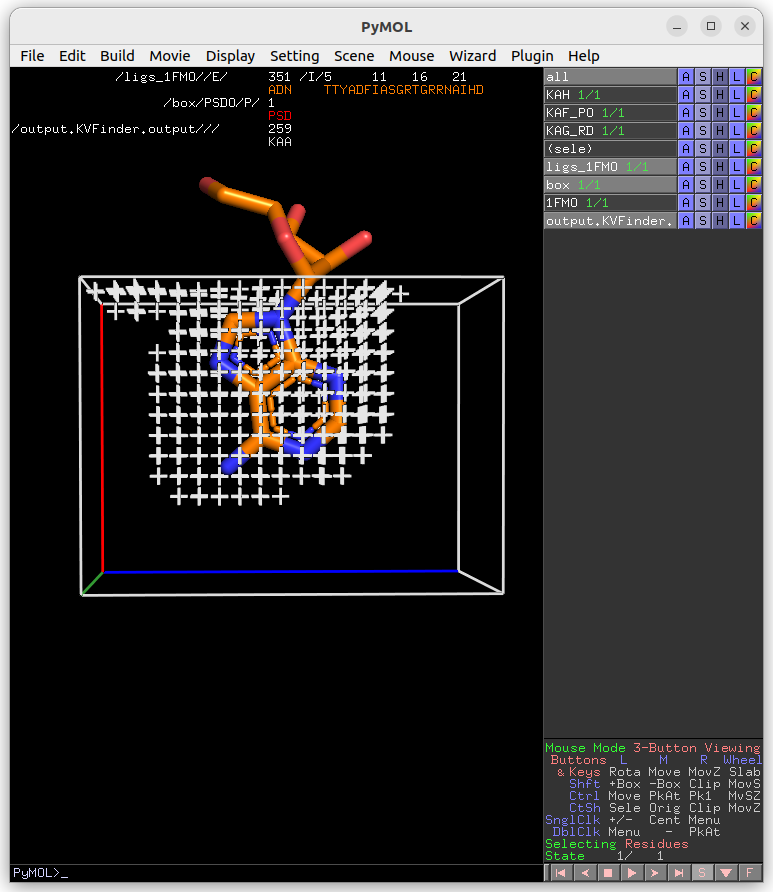 PyMOL
File Edit Build Movie Display Setting Scene Mouse Wizard Plugin Help
/ligs_1FMO//E/ 351 /I/5 11 16 21
ADN TTYADFIASGRTGRRNAIHD
/box/PSDO/P/ 1
PSD
/output.KVFinder.output/// 259
KAA
all A S H L C
KAH 1/1 A S H L C
KAF_PO 1/1 A S H L C
KAG_RD 1/1 A S H L C
(sele) A S H L C
ligs_1FMO 1/1 A S H L C
box 1/1 A S H L C
1FMO 1/1 A S H L C
output.KVFinder. A S H L C
Mouse Mode 3-Button Viewing
Buttons L M R Wheel
& Keys Rota Move MovZ Slab
Shft +Box -Box Clip MovS
Ctrl Move PkAt Pk1 MvSZ
CtSh Sele Orig Clip MovZ
SnglClk +/- Cent Menu
DblClk Menu - PkAt
Selecting Residues
State 1/ 1
PyMOL>_
S F